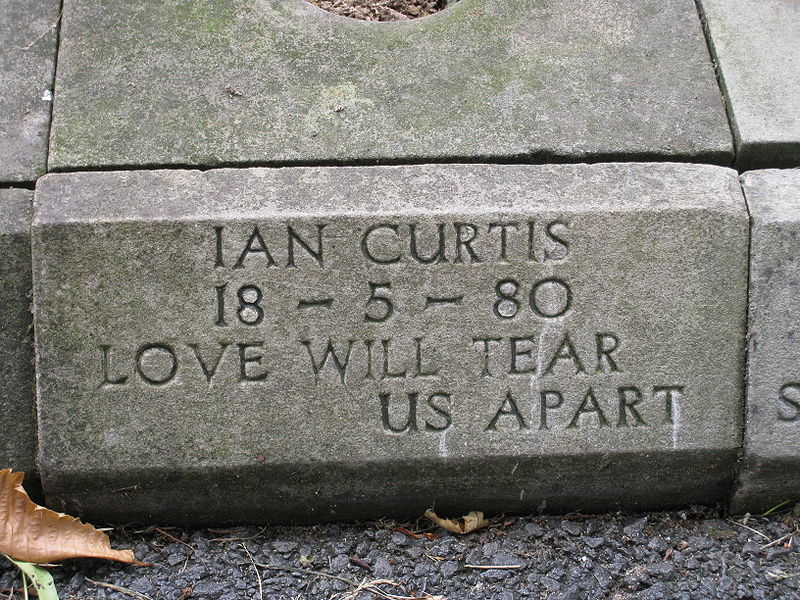 IAN CURTIS
18 – 5 – 80
LOVE WILL TEAR
US APART
S